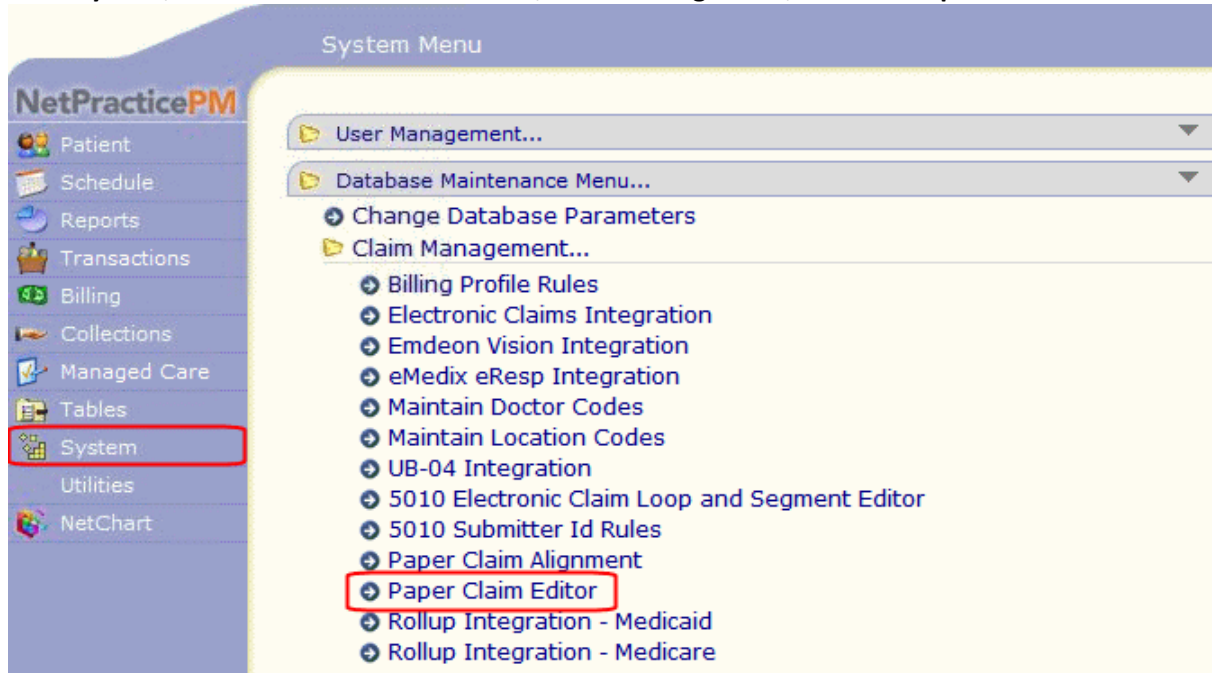 System Menu
NetPracticePM
Patient
Schedule
Reports
Transactions
Billing
Collections
Managed Care
Tables
System
Utilities
NetChart
User Management...
Database Maintenance Menu...
Change Database Parameters
Claim Management...
Billing Profile Rules
Electronic Claims Integration
Emdeon Vision Integration
eMedix eResp Integration
Maintain Doctor Codes
Maintain Location Codes
UB-04 Integration
5010 Electronic Claim Loop and Segment Editor
5010 Submitter Id Rules
Paper Claim Alignment
Paper Claim Editor
Rollup Integration - Medicaid
Rollup Integration - Medicare